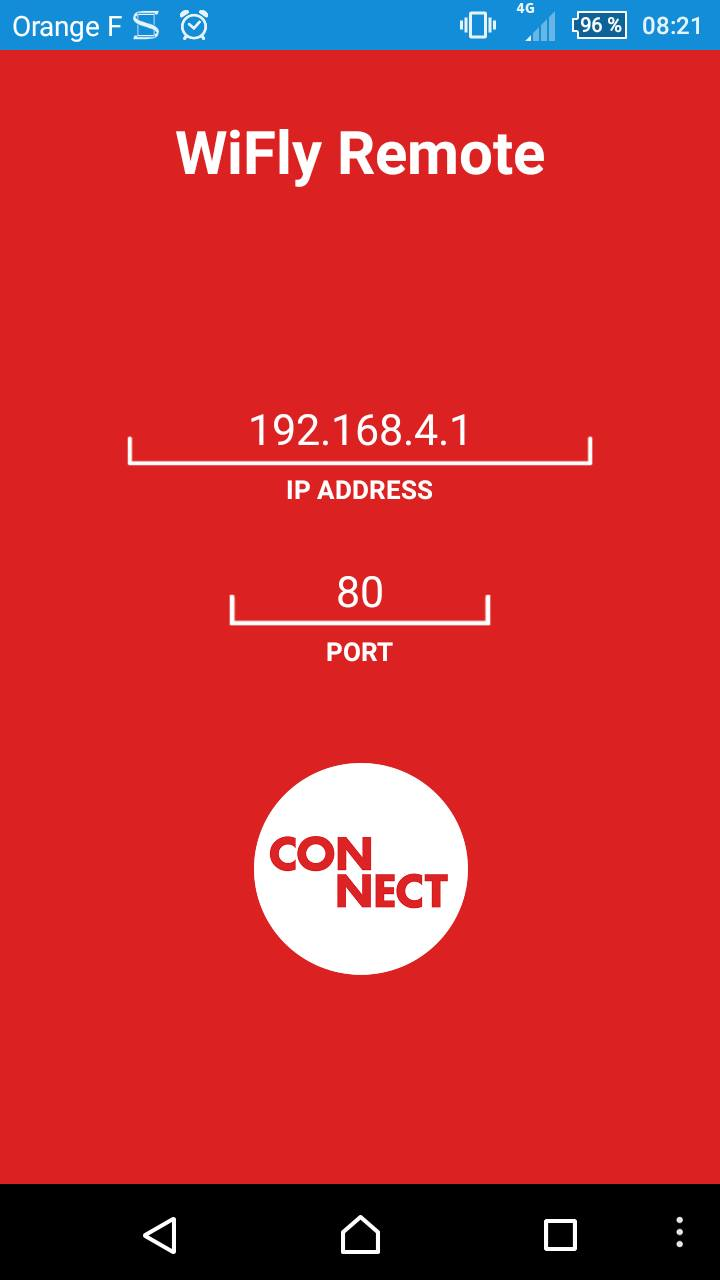 Orange F
4G
96 %
08:21
WiFly Remote
192.168.4.1
IP ADDRESS
80
PORT
CON
NECT